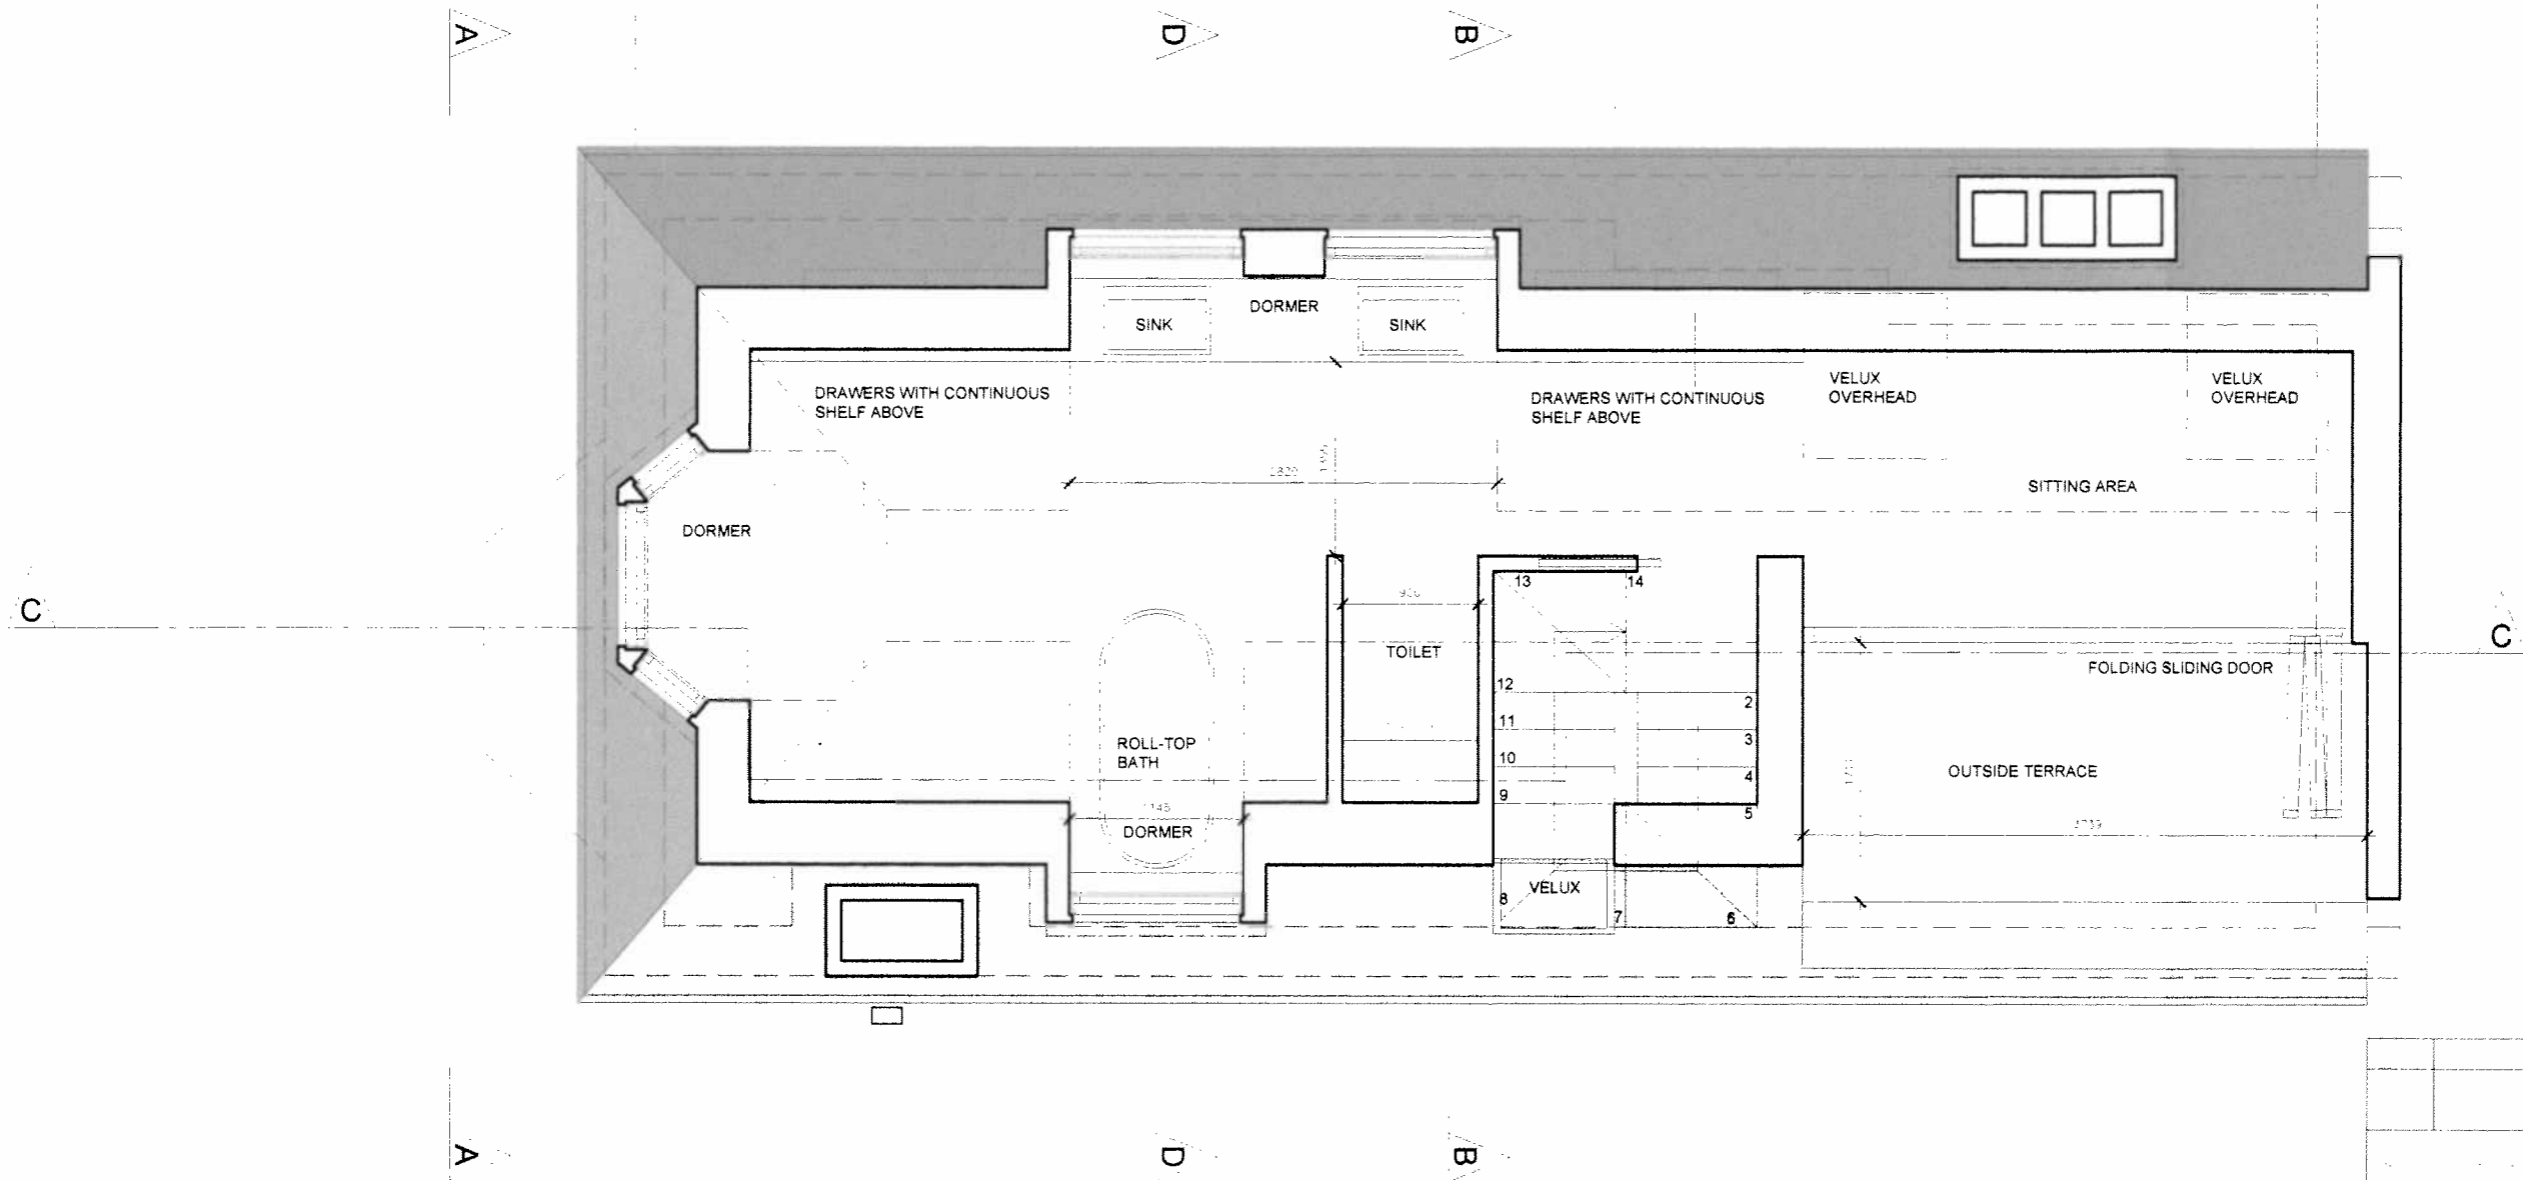 A
D
B
SINK
DORMER
SINK
DRAWERS WITH CONTINUOUS
SHELF ABOVE
DRAWERS WITH CONTINUOUS
SHELF ABOVE
VELUX
OVERHEAD
VELUX
OVERHEAD
SITTING AREA
DORMER
13
14
C
C
TOILET
FOLDING SLIDING DOOR
12
2
11
3
ROLL-TOP
BATH
10
4
OUTSIDE TERRACE
9
5
DORMER
VELUX
8
7
6
A
D
B